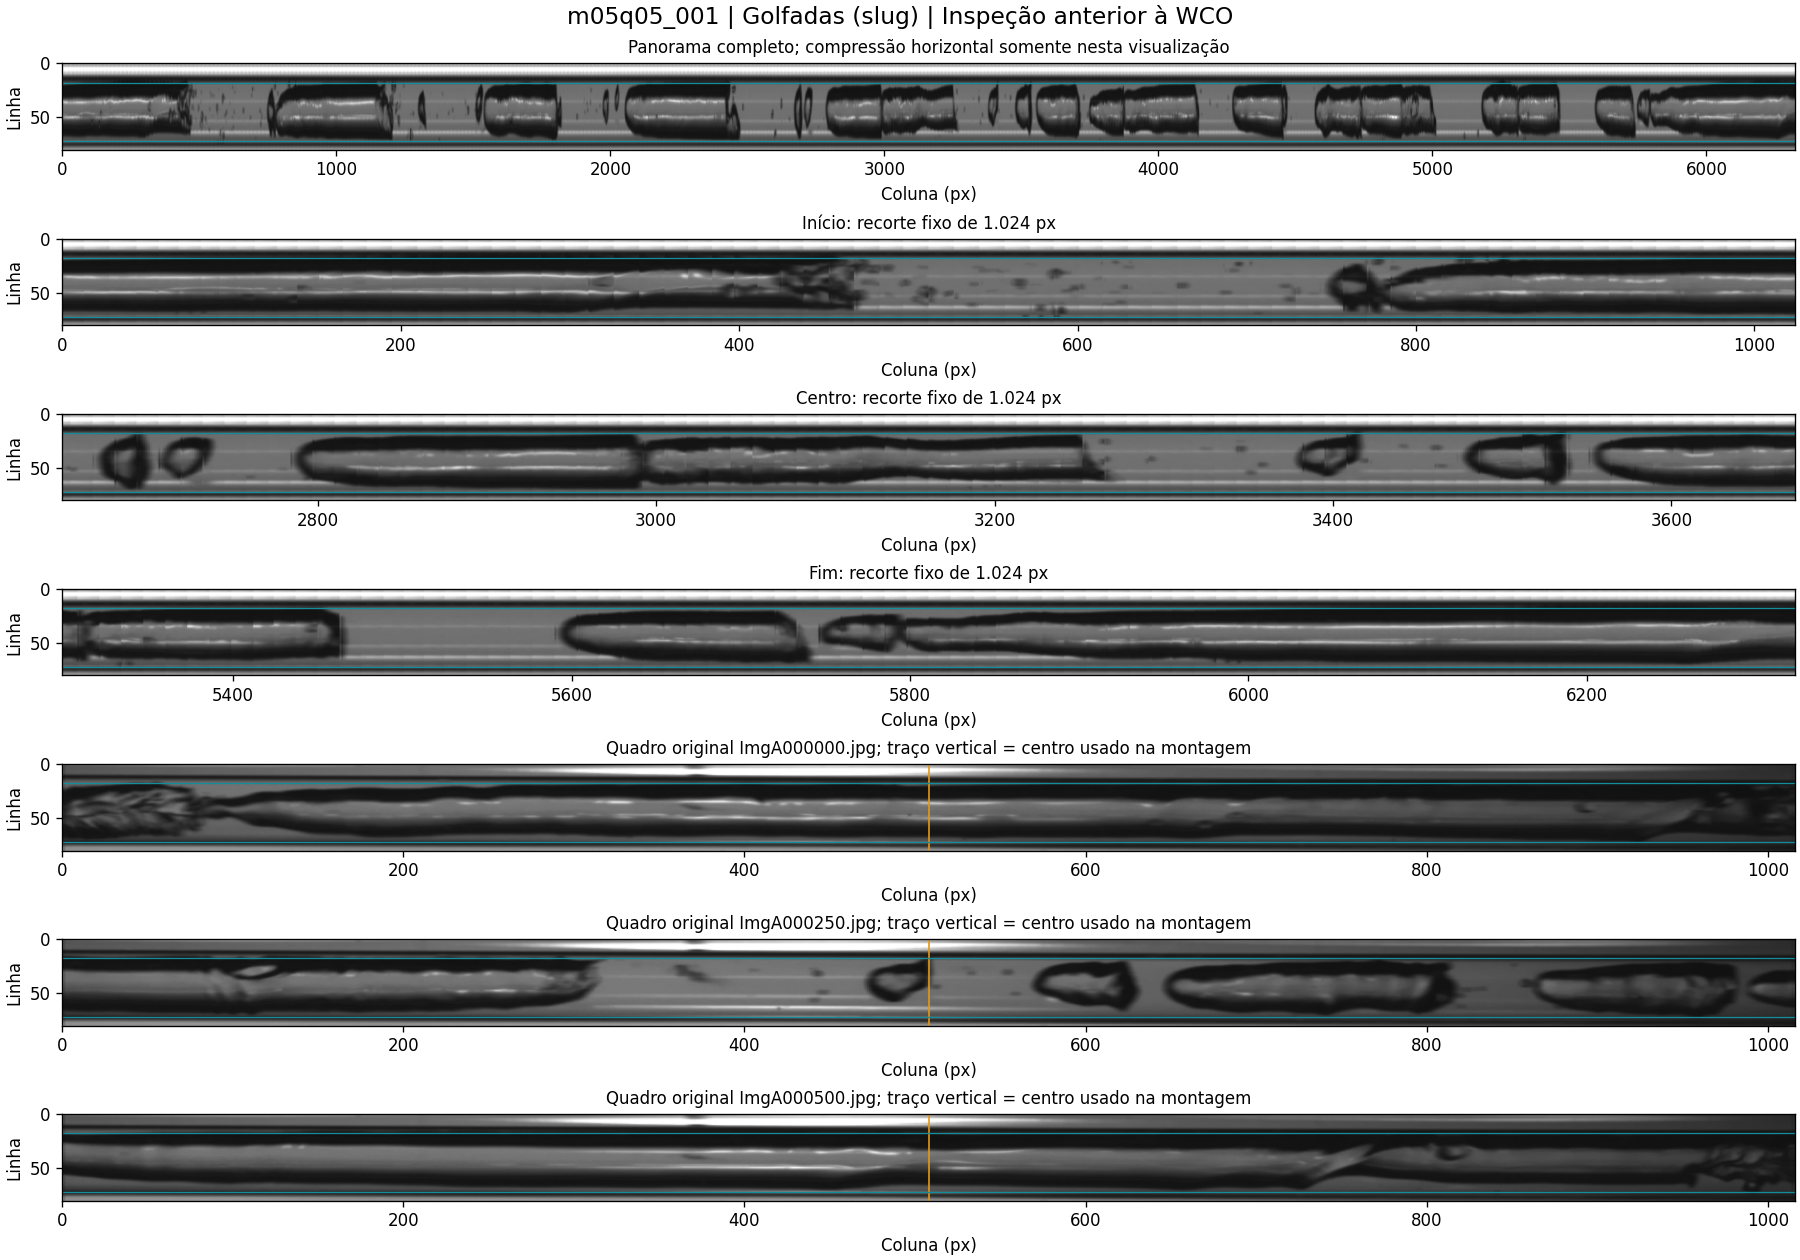 m05q05_001 | Golfadas (slug) | Inspeção anterior à WCO
Panorama completo; compressão horizontal somente nesta visualização
0
50
Linha
0 1000 2000 3000 4000 5000 6000
Coluna (px)
Início: recorte fixo de 1.024 px
0
50
Linha
0 200 400 600 800 1000
Coluna (px)
Centro: recorte fixo de 1.024 px
0
50
Linha
2800 3000 3200 3400 3600
Coluna (px)
Fim: recorte fixo de 1.024 px
0
50
Linha
5400 5600 5800 6000 6200
Coluna (px)
Quadro original ImgA000000.jpg; traço vertical = centro usado na montagem
0
50
Linha
0 200 400 600 800 1000
Coluna (px)
Quadro original ImgA000250.jpg; traço vertical = centro usado na montagem
0
50
Linha
0 200 400 600 800 1000
Coluna (px)
Quadro original ImgA000500.jpg; traço vertical = centro usado na montagem
0
50
Linha
0 200 400 600 800 1000
Coluna (px)